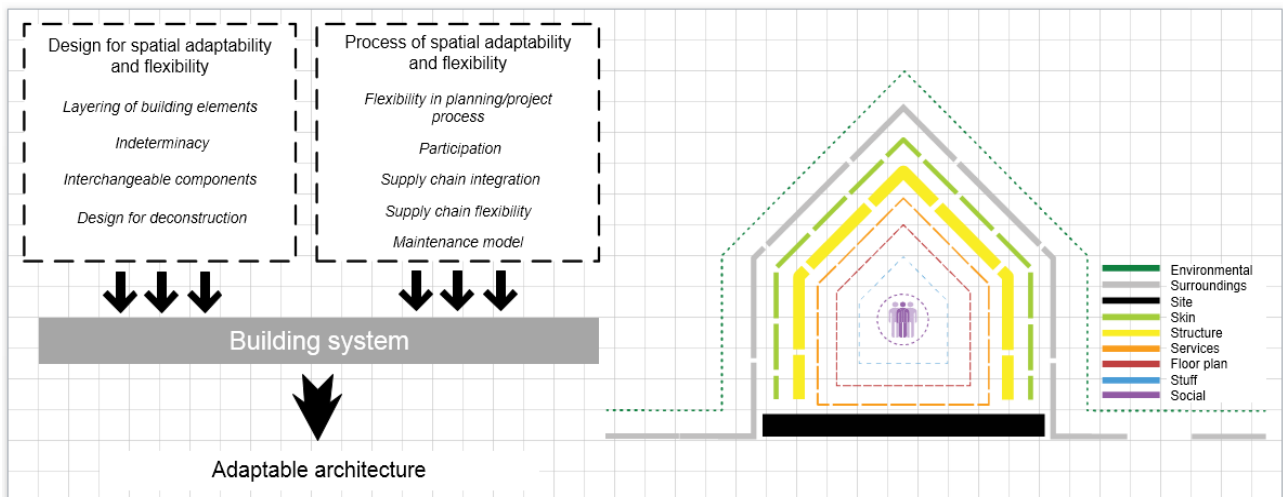 Design for spatial adaptability
and flexibility
Layering of building elements
Indeterminacy
Interchangeable components
Design for deconstruction
Process of spatial adaptability
and flexibility
Flexibility in planning/project
process
Participation
Supply chain integration
Supply chain flexibility
Maintenance model
Building system
Adaptable architecture
Environmental
Surroundings
Site
Skin
Structure
Services
Floor plan
Stuff
Social